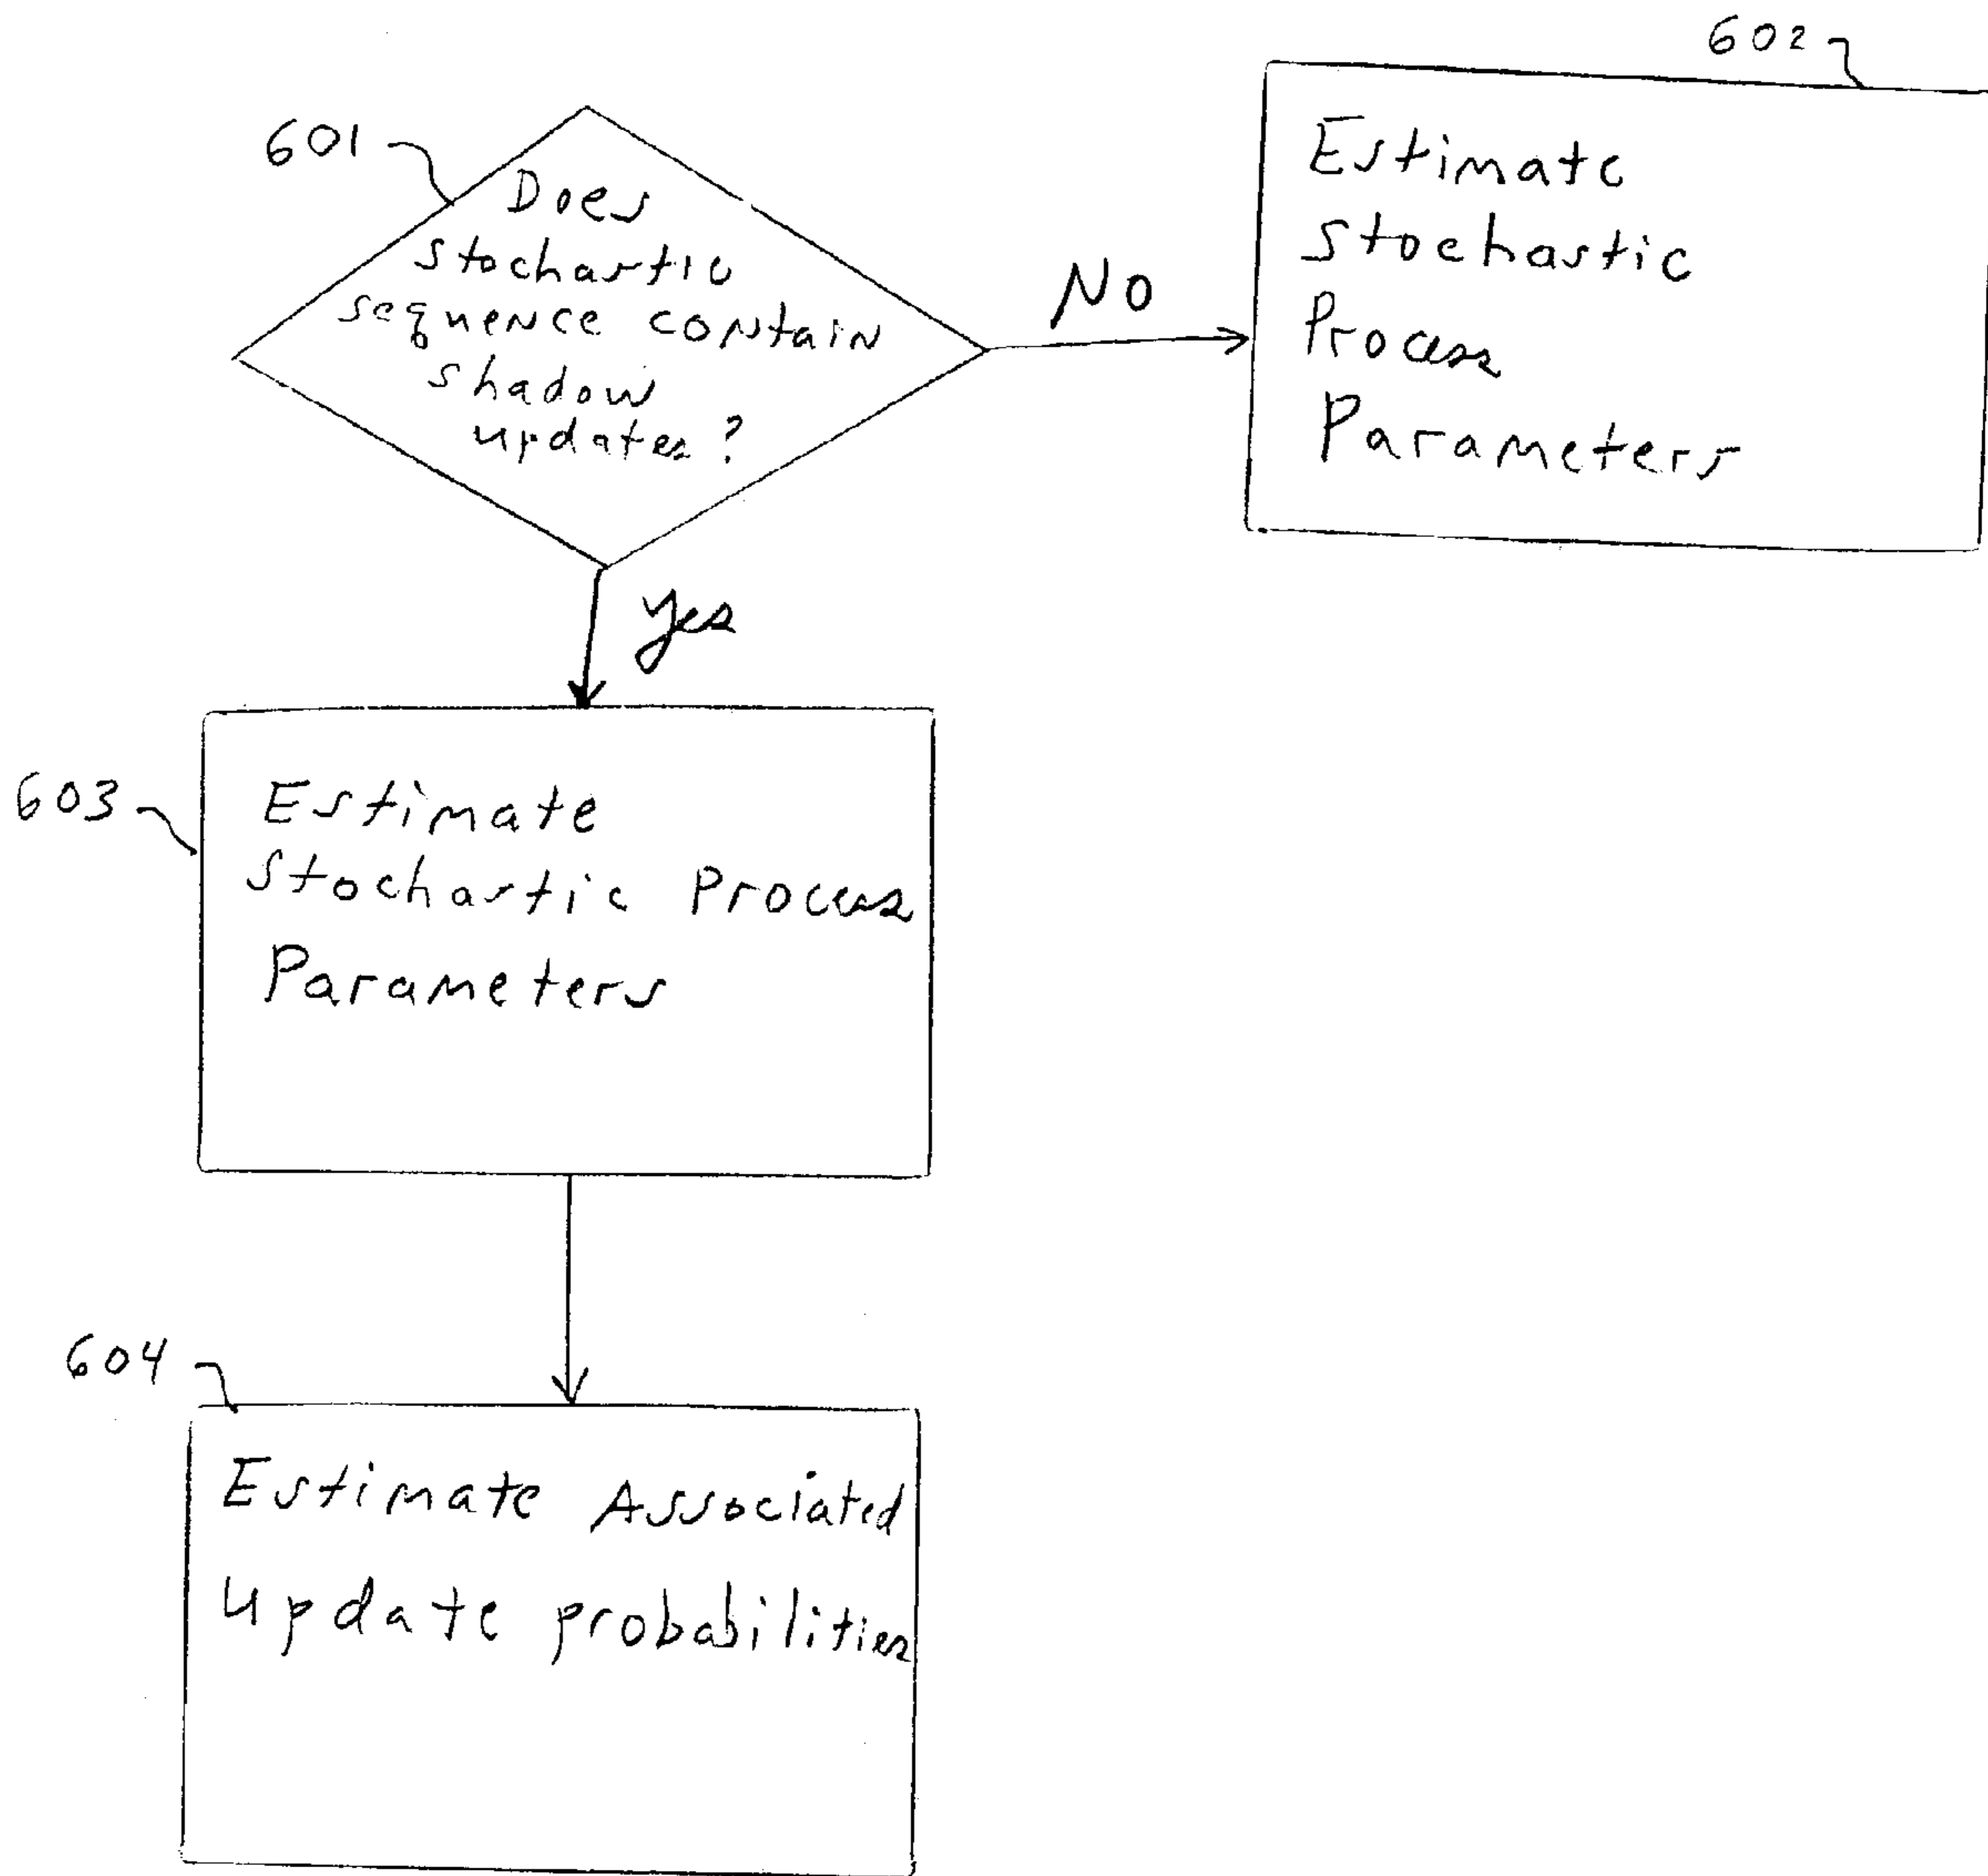 602
Estimate
Stochastic
Process
Parameters
601
Does
stochastic
sequence contain
shadow
updates?
No
Yes
603
Estimate
Stochastic Process
Parameters
604
Estimate Associated
Update probabilities